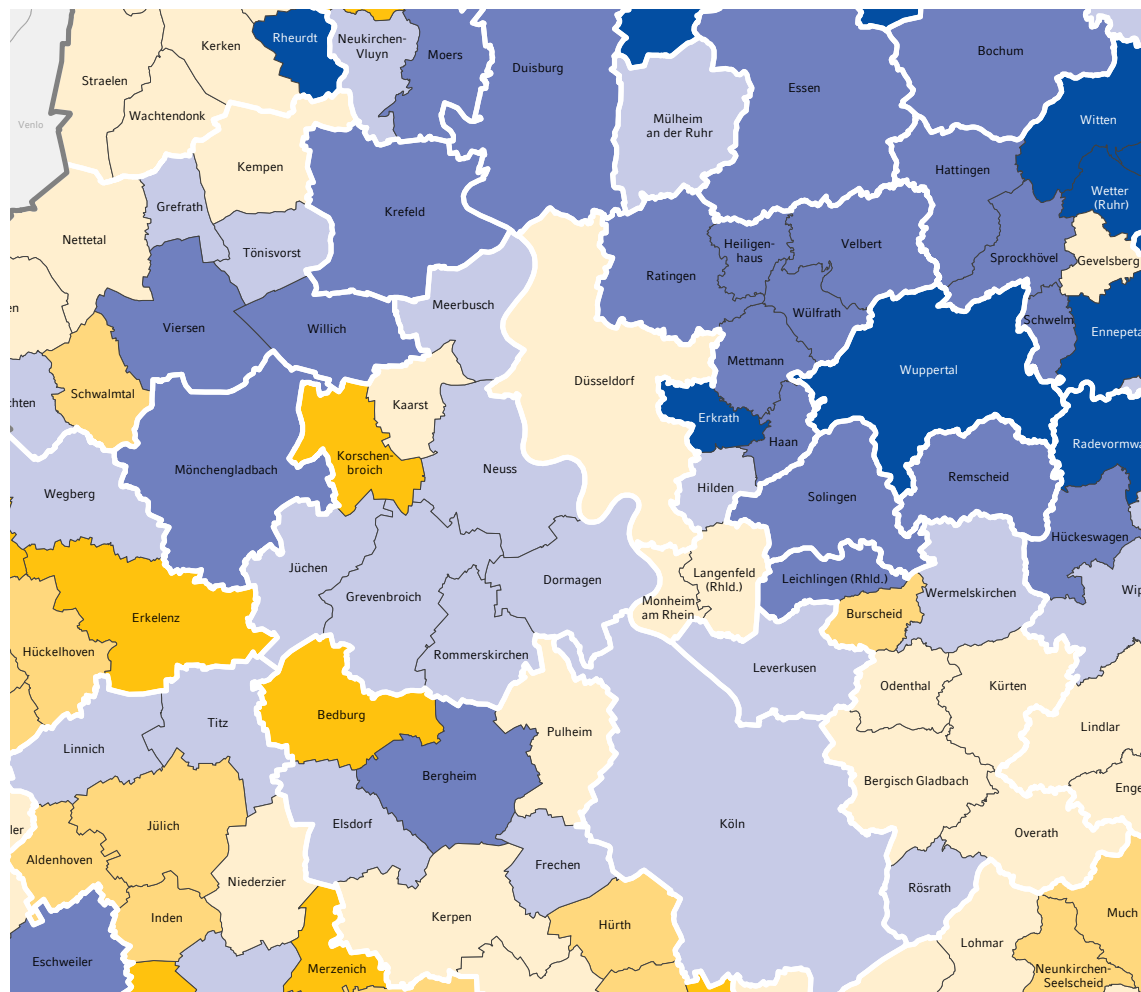 Kerken
Rheurdt
Neukirchen-
Vluyn
Moers
Duisburg
Bochum
Straelen
Essen
Wachtendonk
Venlo
Mülheim
an der Ruhr
Witten
Kempen
Hattingen
Wetter
(Ruhr)
Grefrath
Krefeld
Nettetal
Tönisvorst
Heiligen-
haus
Velbert
Sprockhövel
Gevelsberg
Ratingen
en
Meerbusch
Viersen
Willich
Wülfrath
Schwelm
Ennepeta
Mettmann
Wuppertal
Düsseldorf
Schwalmtal
chten
Kaarst
Erkrath
Haan
Radevormwa
Korschen-
broich
Mönchengladbach
Neuss
Wegberg
Hilden
Solingen
Remscheid
Hückeswagen
Jüchen
Dormagen
Langenfeld
(Rhld.)
Leichlingen (Rhld.)
Grevenbroich
Monheim
am Rhein
Burscheid
Wermelskirchen
Wip
Erkelenz
Hückelhoven
Rommerskirchen
Leverkusen
Odenthal
Kürten
Bedburg
Titz
Pulheim
Lindlar
Linnich
Bergheim
Bergisch Gladbach
Enge
Jülich
Elsdorf
Köln
ler
Overath
Aldenhoven
Frechen
Niederzier
Rösrath
Inden
Kerpen
Hürth
Much
Lohmar
Eschweiler
Merzenich
Neunkirchen-
Seelscheid